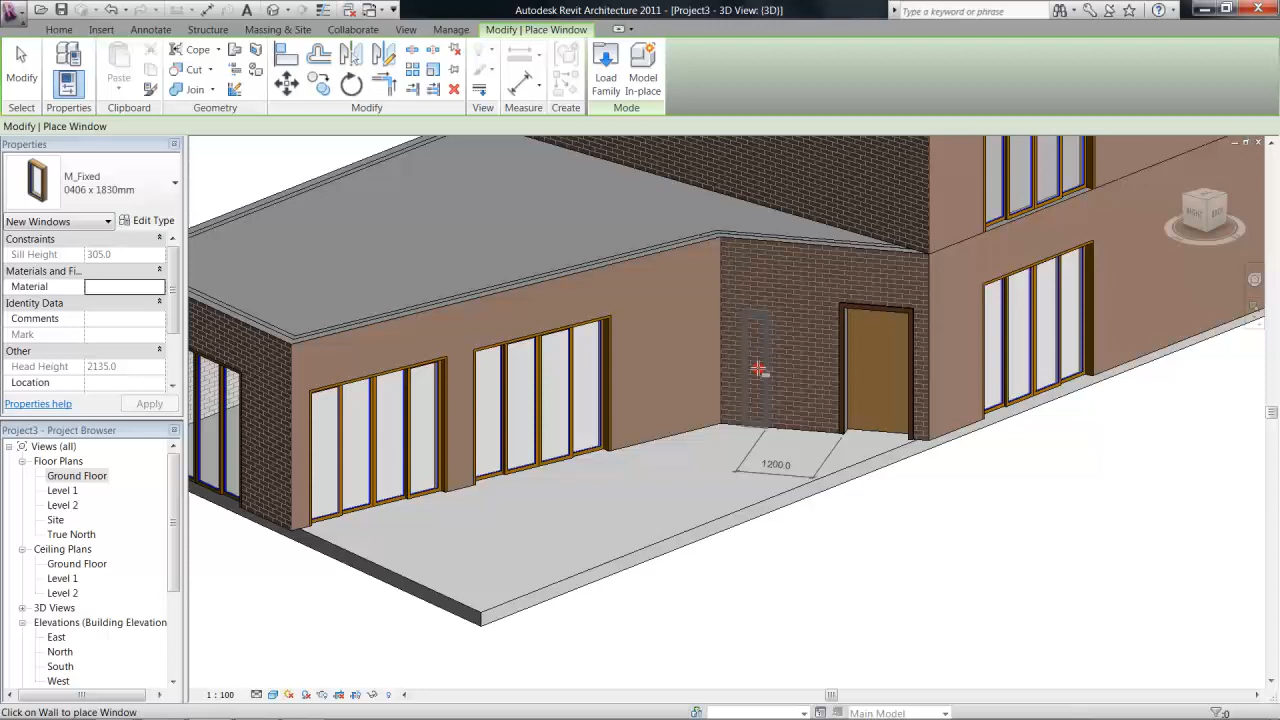 Autodesk Revit Architecture 2011 - [Project3 - 3D View: {3D}]
Type a keyword or phrase
Home Insert Annotate Structure Massing & Site Collaborate View Manage Modify | Place Window
Modify Paste Cope Cut Join Load Family Model In-place
Select Properties Clipboard Geometry Modify View Measure Create Mode
Modify | Place Window
Properties
M_Fixed
0406 x 1830mm
New Windows Edit Type
Constraints
Sill Height 305.0
Materials and Fi...
Material
Identity Data
Comments
Mark
Other
Head Height 2135.0
Location
Properties help Apply
Project3 - Project Browser
Views (all)
Floor Plans
Ground Floor
Level 1
Level 2
Site
True North
Ceiling Plans
Ground Floor
Level 1
Level 2
3D Views
Elevations (Building Elevation
East
North
South
West
RIGHT BACK
1200.0
1 : 100
Click on Wall to place Window
Main Model
:0